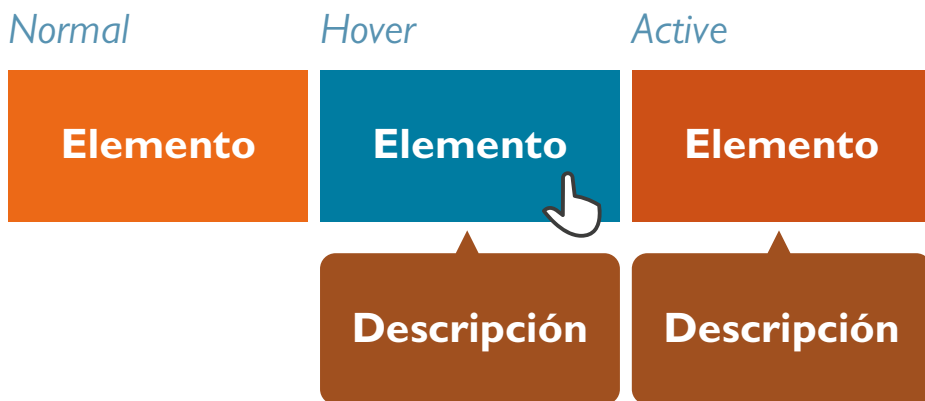 Normal Hover Active
Elemento Elemento Elemento
Descripción Descripción